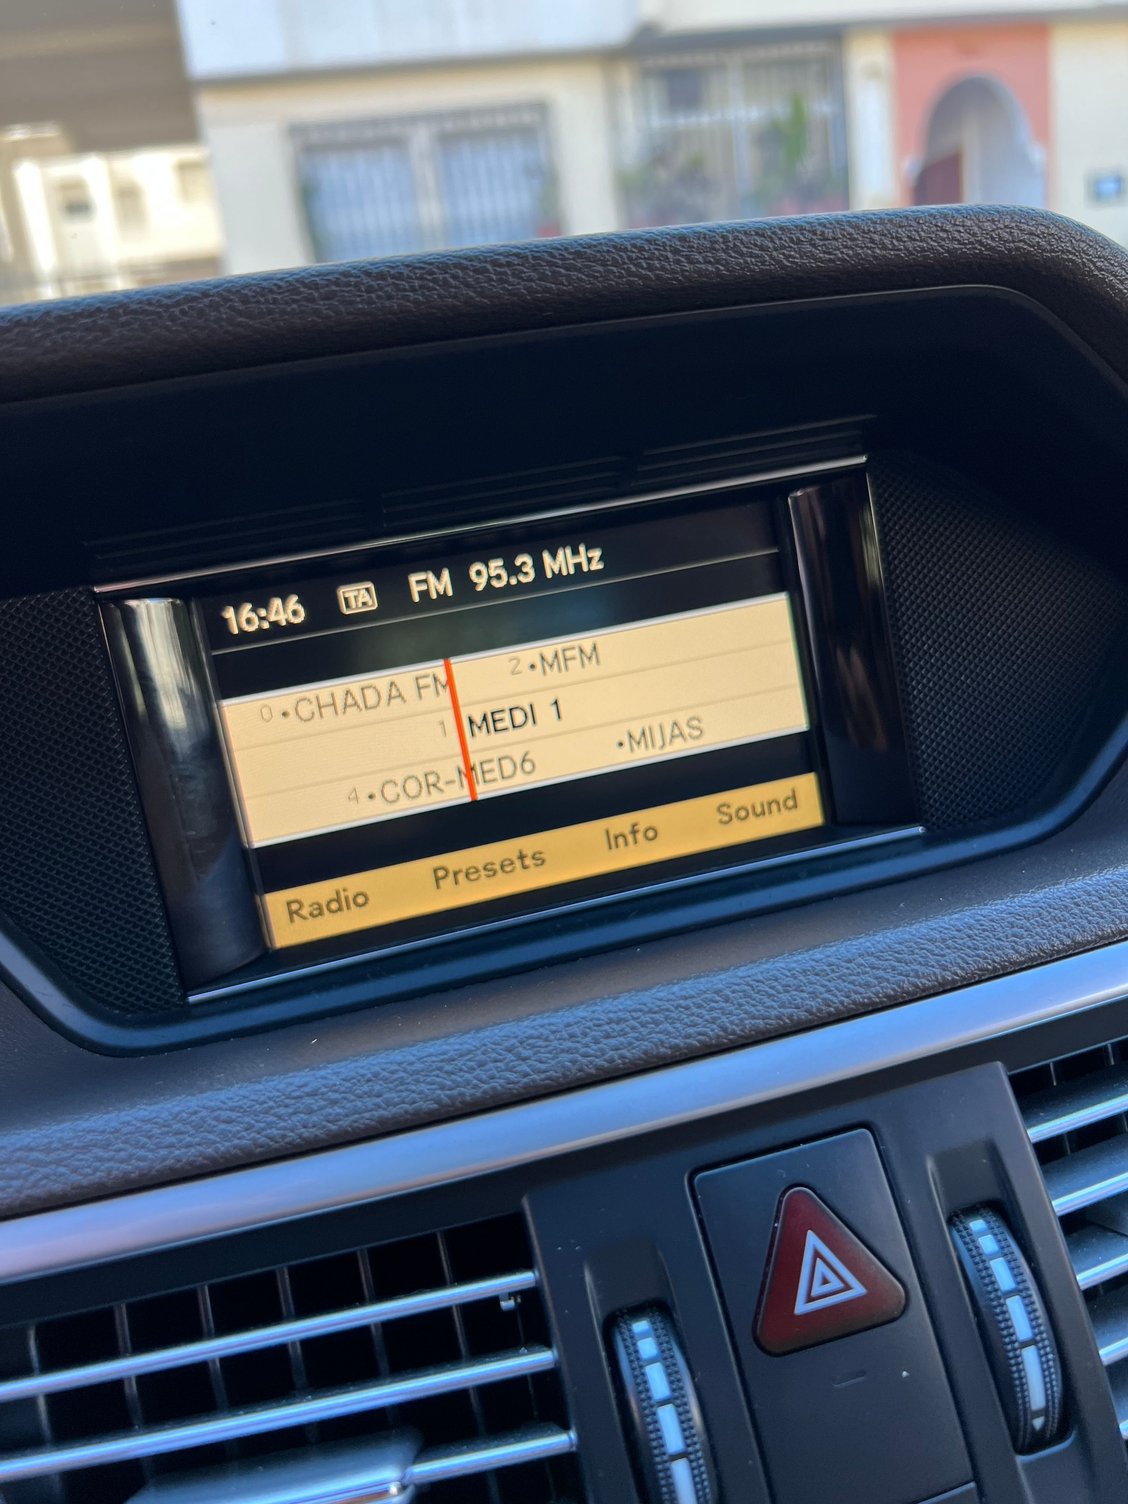 16:46 TA FM 95.3 MHz
0 •CHADA FM 2 •MFM
1 MEDI 1
4 •COR-MED6 •MIJAS
Radio Presets Info Sound